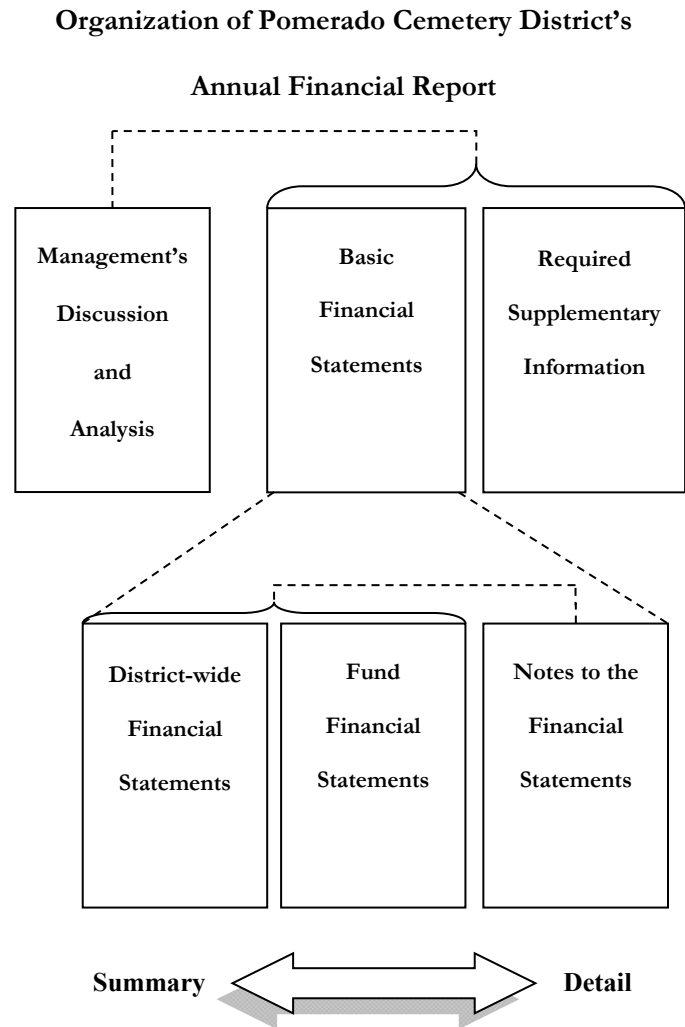 Organization of Pomerado Cemetery District's
Annual Financial Report
Management's
Discussion
and
Analysis
Basic
Financial
Statements
Required
Supplementary
Information
District-wide
Financial
Statements
Fund
Financial
Statements
Notes to the
Financial
Statements
Summary
Detail